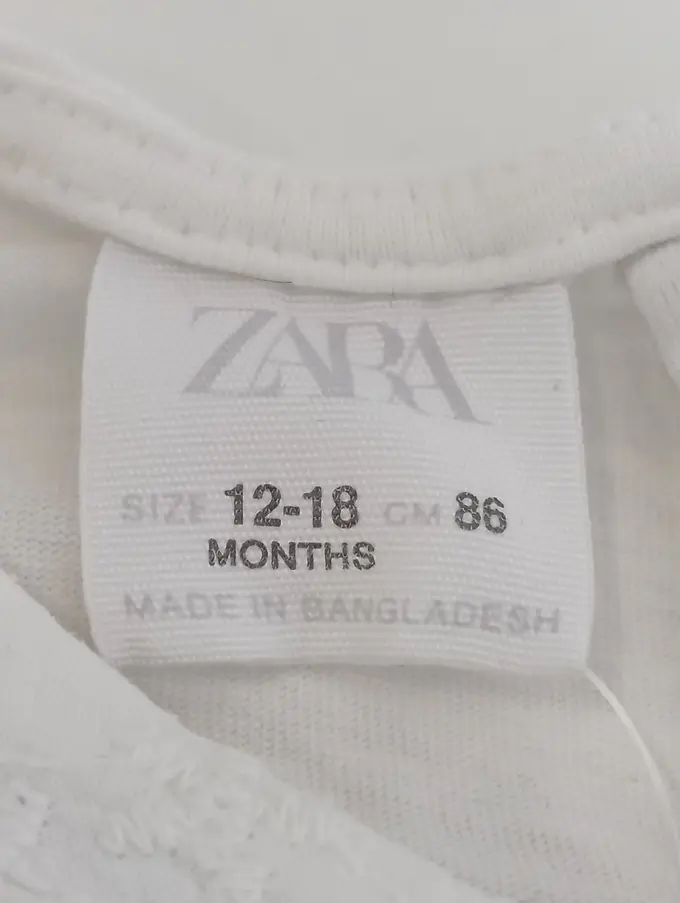 ZARA
SIZE 12-18 CM 86
MONTHS
MADE IN BANGLADESH